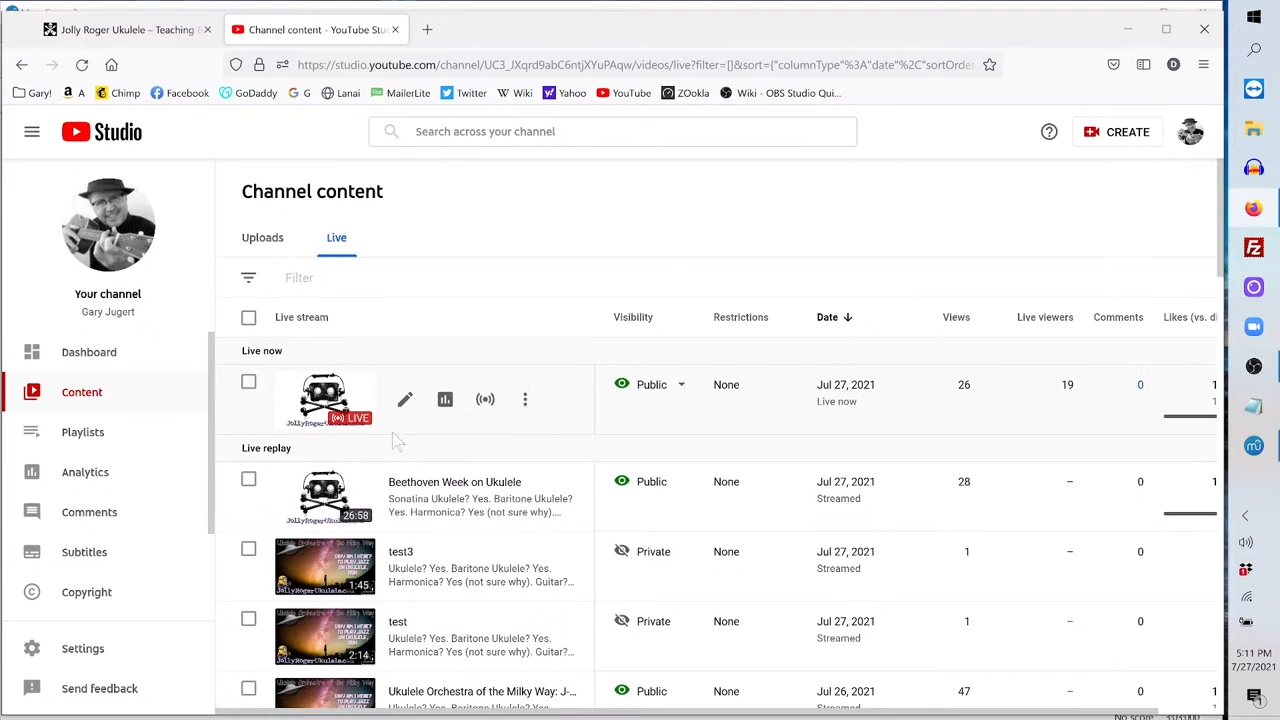 Jolly Roger Ukulele – Teaching
Channel content - YouTube Stu
https://studio.youtube.com/channel/UC3_JXqrd9abC6ntjXYuPAqw/videos/live?filter=[]&sort={"columnType"%3A"date"%2C"sortOrder
Gary!
A
Chimp
Facebook
GoDaddy
G
Lanai
MailerLite
Twitter
Wiki
Yahoo
YouTube
ZOokla
Wiki - OBS Studio Qui...
Studio
Search across your channel
CREATE
Channel content
Uploads
Live
Your channel
Gary Jugert
Filter
Live stream
Visibility
Restrictions
Date
Views
Live viewers
Comments
Likes (vs. di
Live now
LIVE
JollyRoger-Ukule
Public
None
Jul 27, 2021
26
19
0
1
Live now
1
Live replay
Beethoven Week on Ukulele
Public
None
Jul 27, 2021
28
–
0
1
Sonatina Ukulele? Yes. Baritone Ukulele?
Streamed
Yes. Harmonica? Yes (not sure why)....
26:58
test3
Private
None
Jul 27, 2021
1
–
0
Ukulele? Yes. Baritone Ukulele? Yes.
Streamed
Harmonica? Yes (not sure why). Guitar?...
1:45
test
Private
None
Jul 27, 2021
1
–
0
Ukulele? Yes. Baritone Ukulele? Yes.
Streamed
Harmonica? Yes (not sure why). Guitar?...
2:14
Ukulele Orchestra of the Milky Way: J-...
Public
None
Jul 26, 2021
47
–
0
1
Dashboard
Content
Playlists
Analytics
Comments
Subtitles
Copyright
Settings
Send feedback
5:11 PM
7/27/2021